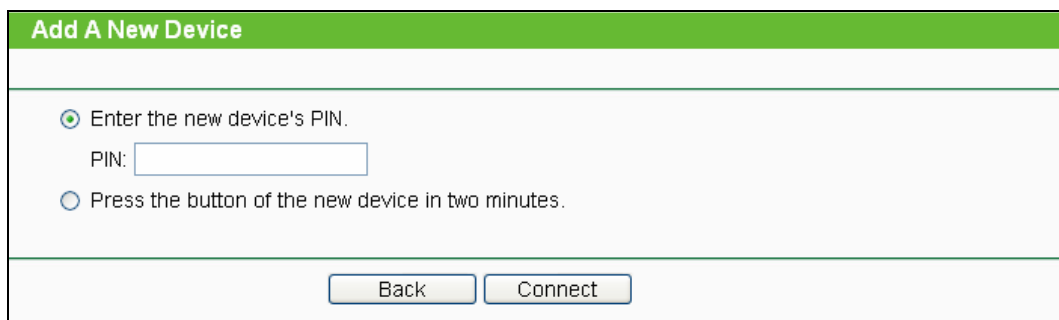 Add A New Device
Enter the new device's PIN.
PIN:
Press the button of the new device in two minutes.
Back Connect